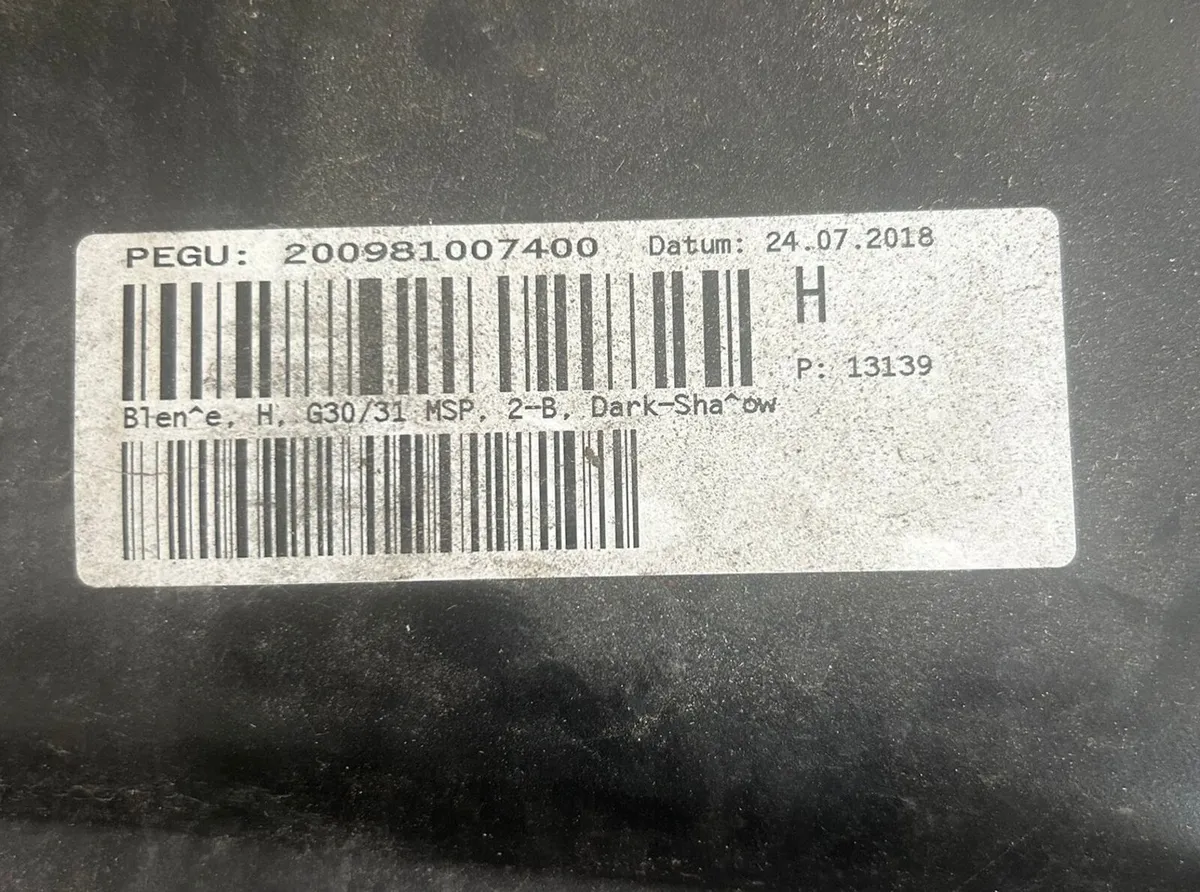 PEGU: 200981007400 Datum: 24.07.2018
H
P: 13139
Blen^e, H, G30/31 MSP, 2-B, Dark-Sha^ow